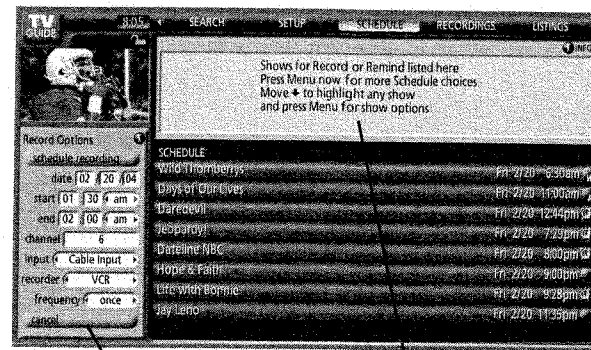 TV GUIDE
8:05
SEARCH SETUP SCHEDULE RECORDINGS LISTINGS
INFO
Shows for Record or Remind listed here
Press Menu now for more Schedule choices
Move to highlight any show
and press Menu for show options
Record Options
schedule recording
date 02 20 04
start 01 30 am
end 02 00 am
channel 6
input Cable Input
recorder VCR
frequency once
cancel
SCHEDULE
Wild Thornberrys Fri 2/20 6:30am
Days of Our Lives Fri 2/20 11:00am
Daredevil Fri 2/20 12:44pm
Jeopardy! Fri 2/20 7:29pm
Dateline NBC Fri 2/20 8:00pm
Hope & Faith Fri 2/20 9:00pm
Life with Bonnie Fri 2/20 9:28pm
Jay Leno Fri 2/20 11:35pm